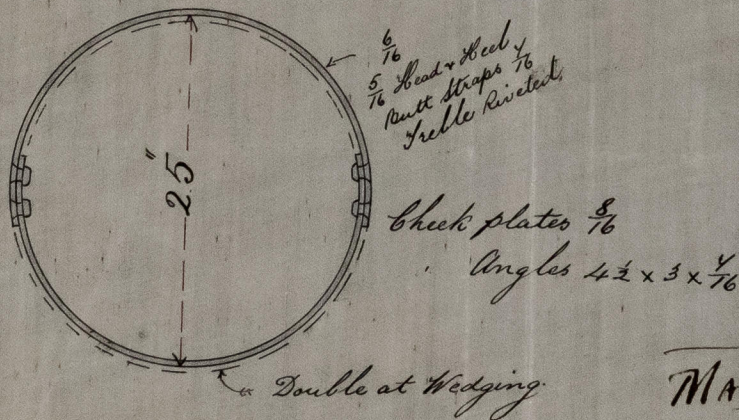 6/16
5/16 Head & Heel
Butt Straps 7/16
Treble Riveted
25"
Cheek plates 8/16
Angles 4½ x 3 x 7/16
Double at Wedging.
MA